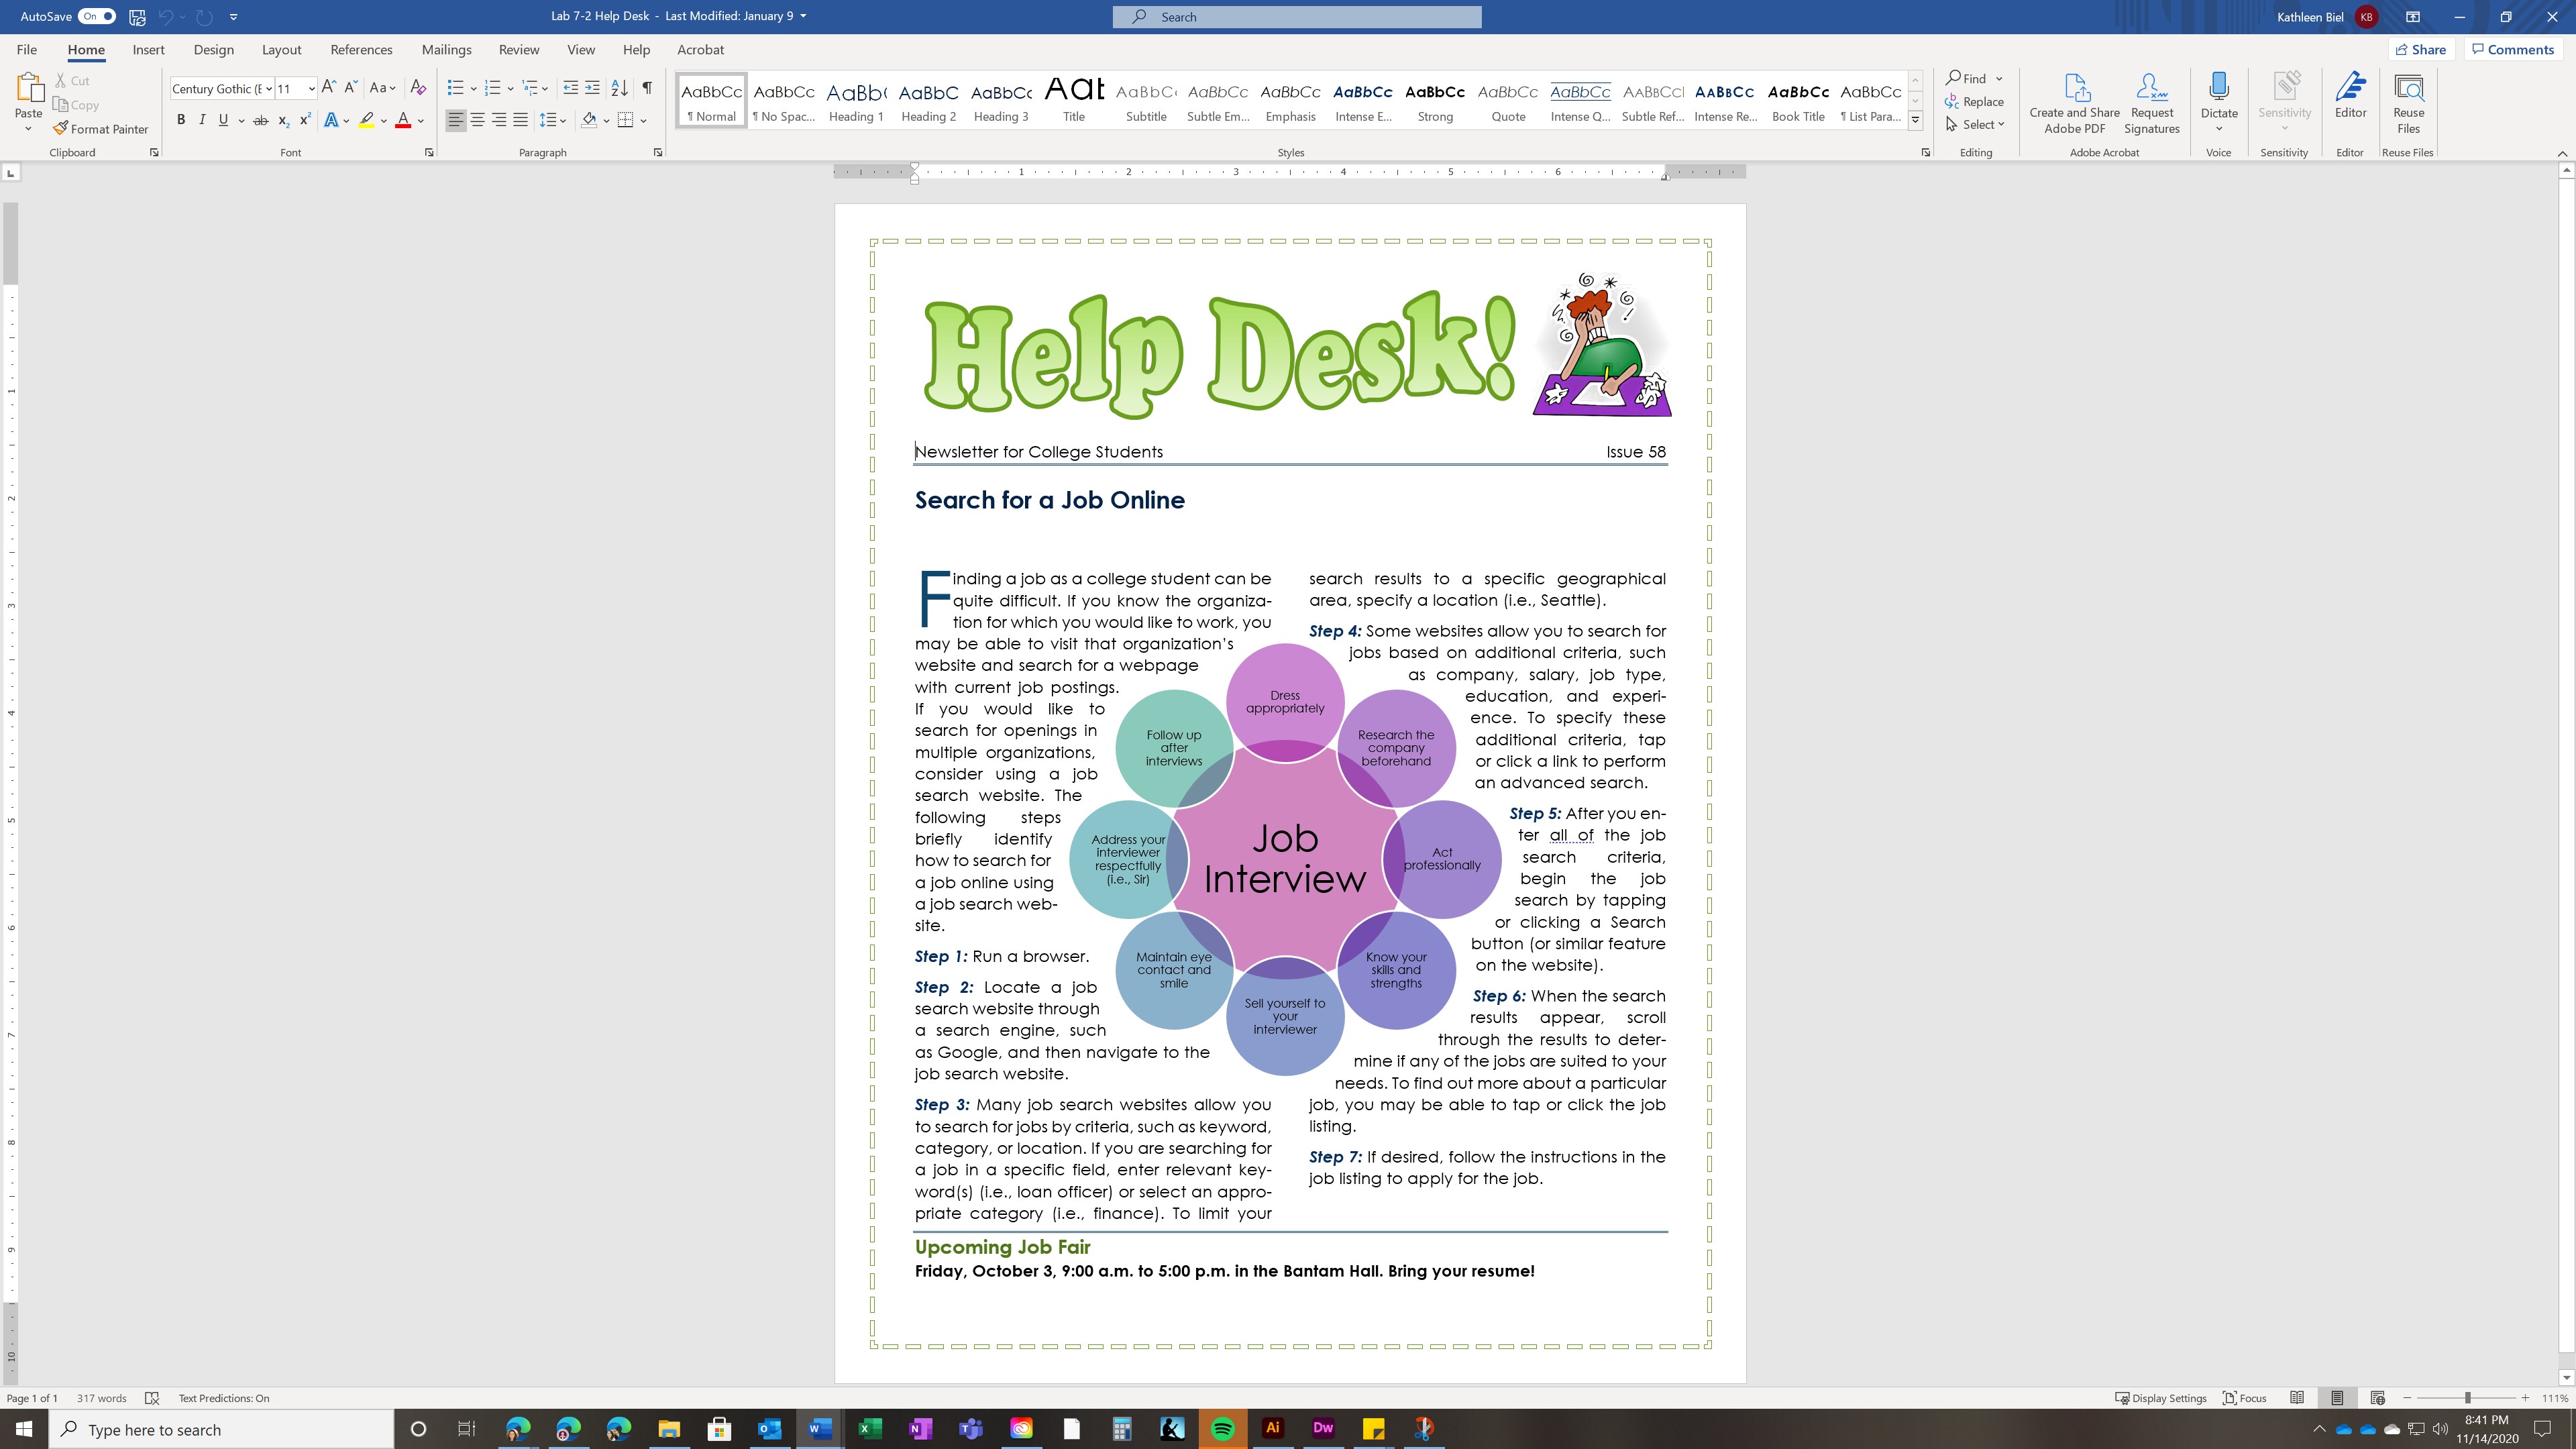 AutoSave On
Lab 7-2 Help Desk - Last Modified: January 9
Search
Kathleen Biel KB
File Home Insert Design Layout References Mailings Review View Help Acrobat
Share Comments
Paste
Cut
Copy
Format Painter
Clipboard
Century Gothic (E 11
Font
Paragraph
AaBbCc AaBbCc AaBb( AaBbC AaBbCc Aat AaBbC AaBbCc AaBbCc AaBbCc AaBbCc AaBbCc AaBbCc AABBCC AABBCC AaBbCc AaBbCc
¶ Normal ¶ No Spac... Heading 1 Heading 2 Heading 3 Title Subtitle Subtle Em... Emphasis Intense E... Strong Quote Intense Q... Subtle Ref... Intense Re... Book Title ¶ List Para...
Styles
Find
Replace
Select
Editing
Create and Share
Adobe PDF
Request
Signatures
Adobe Acrobat
Dictate
Voice
Sensitivity
Sensitivity
Editor
Editor
Reuse
Files
Reuse Files
1 2 3 4 5 6
Help Desk!
Newsletter for College Students Issue 58
Search for a Job Online
Finding a job as a college student can be
quite difficult. If you know the organiza-
tion for which you would like to work, you
may be able to visit that organization's
website and search for a webpage
with current job postings.
If you would like to
search for openings in
multiple organizations,
consider using a job
search website. The
following steps
briefly identify
how to search for
a job online using
a job search web-
site.
Step 1: Run a browser.
Step 2: Locate a job
search website through
a search engine, such
as Google, and then navigate to the
job search website.
Step 3: Many job search websites allow you
to search for jobs by criteria, such as keyword,
category, or location. If you are searching for
a job in a specific field, enter relevant key-
word(s) (i.e., loan officer) or select an appro-
priate category (i.e., finance). To limit your
search results to a specific geographical
area, specify a location (i.e., Seattle).
Step 4: Some websites allow you to search for
jobs based on additional criteria, such
as company, salary, job type,
education, and experi-
ence. To specify these
additional criteria, tap
or click a link to perform
an advanced search.
Step 5: After you en-
ter all of the job
search criteria,
begin the job
search by tapping
or clicking a Search
button (or similar feature
on the website).
Step 6: When the search
results appear, scroll
through the results to deter-
mine if any of the jobs are suited to your
needs. To find out more about a particular
job, you may be able to tap or click the job
listing.
Step 7: If desired, follow the instructions in the
job listing to apply for the job.
Job
Interview
Dress
appropriately
Research the
company
beforehand
Act
professionally
Know your
skills and
strengths
Sell yourself to
your
interviewer
Maintain eye
contact and
smile
Address your
interviewer
respectfully
(i.e., Sir)
Follow up
after
interviews
Upcoming Job Fair
Friday, October 3, 9:00 a.m. to 5:00 p.m. in the Bantam Hall. Bring your resume!
Page 1 of 1 317 words Text Predictions: On
Display Settings Focus 111%
Type here to search
8:41 PM
11/14/2020